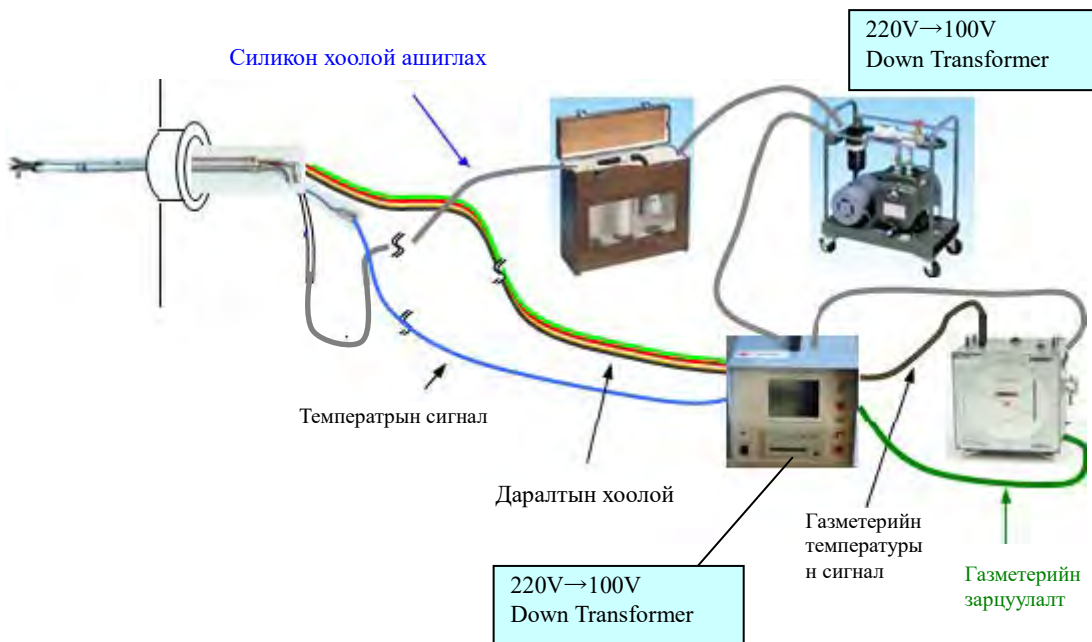 220V→100V
Down Transformer
Силикон хоолой ашиглах
Температрын сигнал
Даралтын хоолой
Газметерийн
температуры
н сигнал
Газметерийн
зарцуулалт
220V→100V
Down Transformer